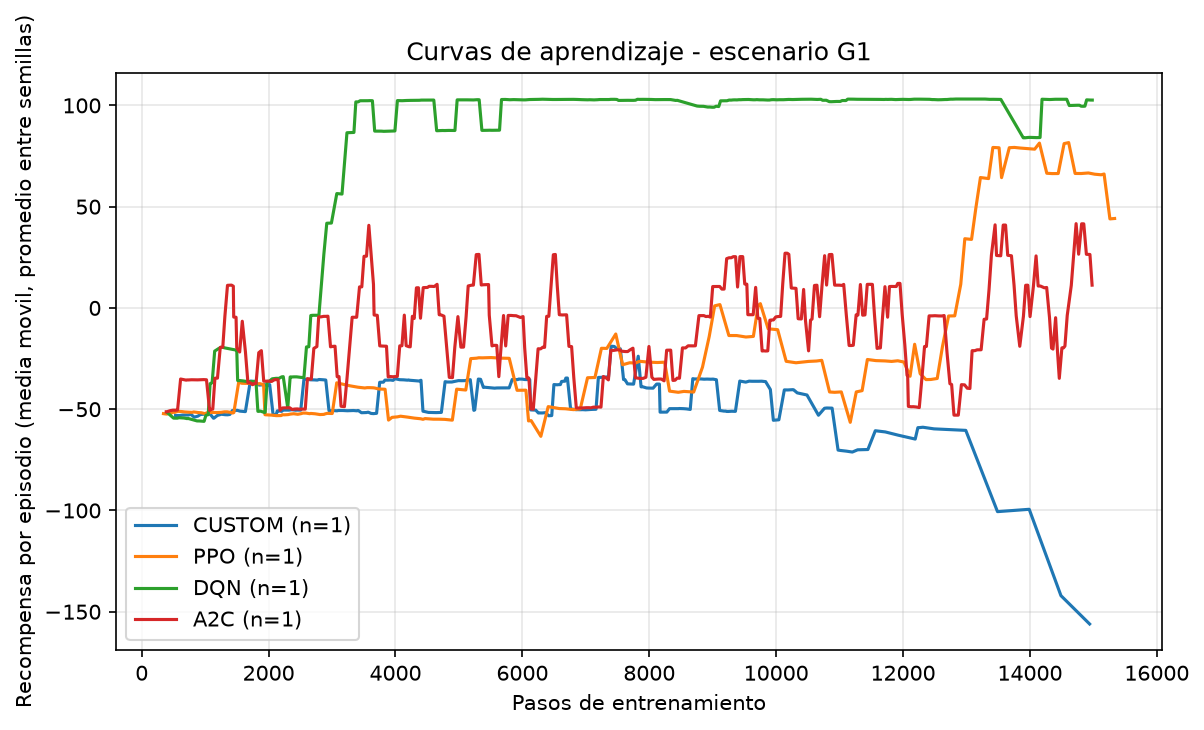 Curvas de aprendizaje - escenario G1
Recompensa por episodio (media movil, promedio entre semillas)
100
50
0
−50
−100
−150
CUSTOM (n=1)
PPO (n=1)
DQN (n=1)
A2C (n=1)
0 2000 4000 6000 8000 10000 12000 14000 16000
Pasos de entrenamiento